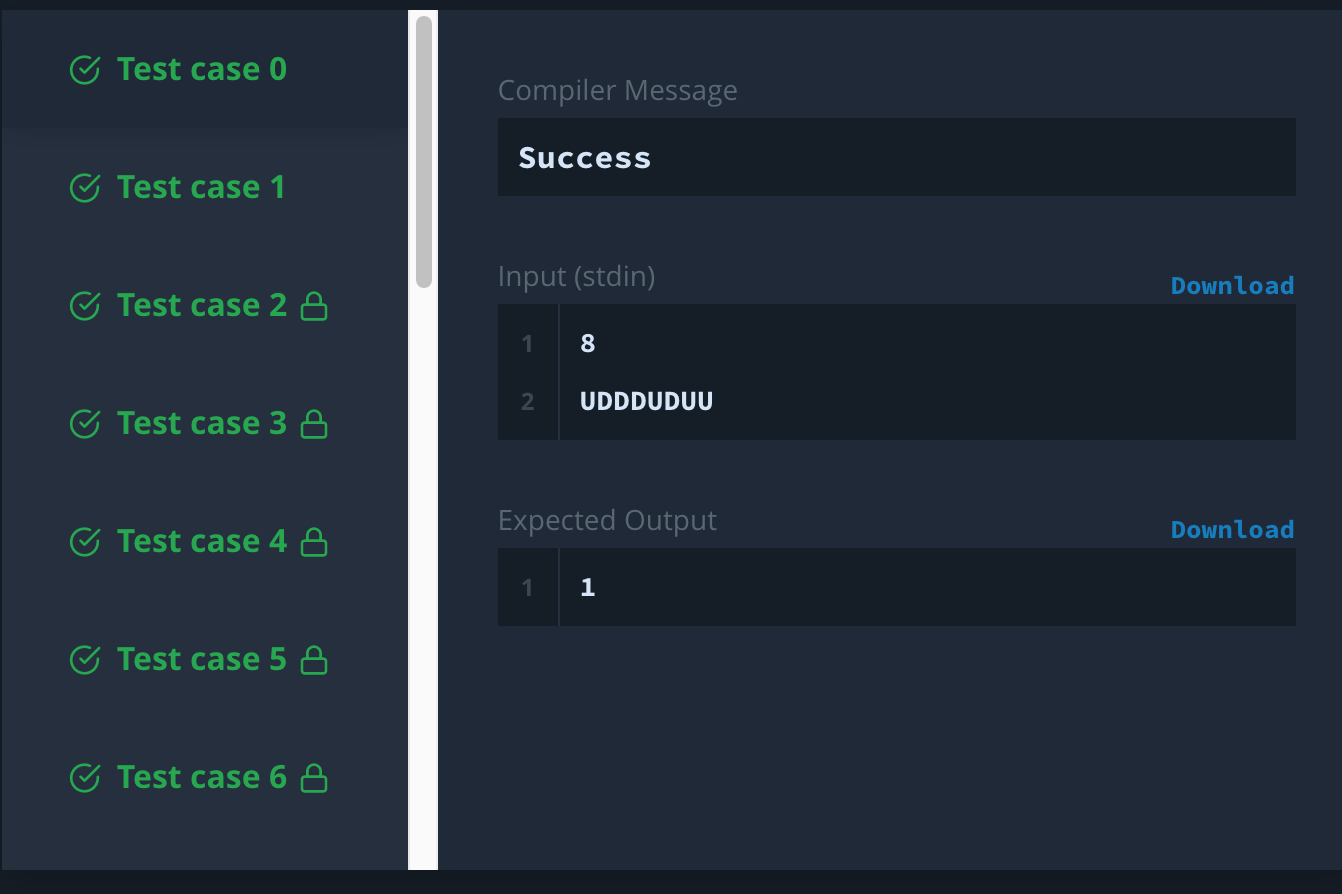 Test case 0
Test case 1
Test case 2
Test case 3
Test case 4
Test case 5
Test case 6
Compiler Message
Success
Input (stdin)
Download
1 8
2 UDDDUDUU
Expected Output
Download
1 1